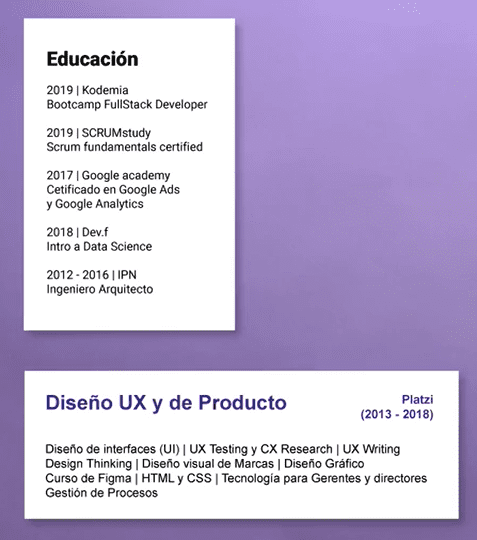 Educación
2019 | Kodemia
Bootcamp FullStack Developer
2019 | SCRUMstudy
Scrum fundamentals certified
2017 | Google academy
Cetificado en Google Ads
y Google Analytics
2018 | Dev.f
Intro a Data Science
2012 - 2016 | IPN
Ingeniero Arquitecto
Diseño UX y de Producto
Platzi
(2013 - 2018)
Diseño de interfaces (UI) | UX Testing y CX Research | UX Writing
Design Thinking | Diseño visual de Marcas | Diseño Gráfico
Curso de Figma | HTML y CSS | Tecnología para Gerentes y directores
Gestión de Procesos